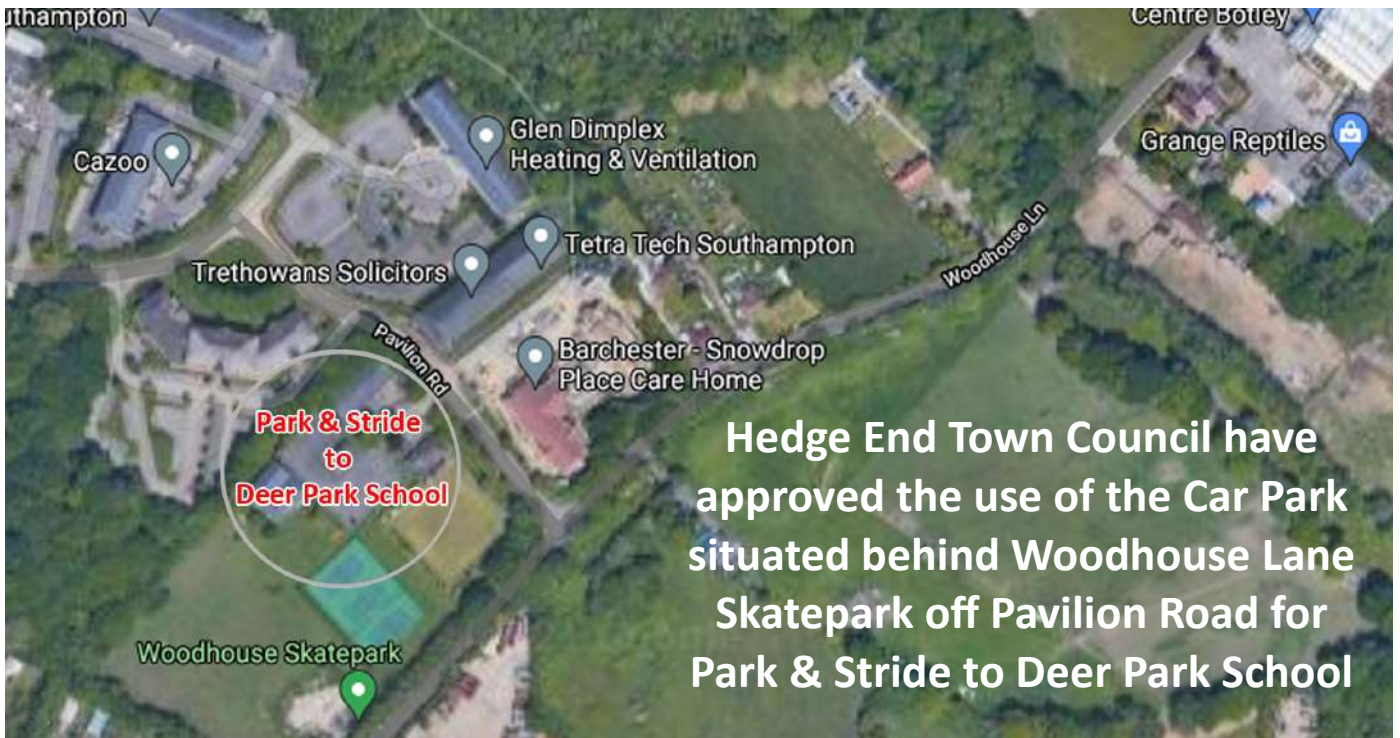 uthampton
Centre Botley
Glen Dimplex
Heating & Ventilation
Cazoo
Grange Reptiles
Tetra Tech Southampton
Trethowans Solicitors
Woodhouse Ln
Pavilion Rd
Barchester - Snowdrop
Place Care Home
Park & Stride
to
Deer Park School
Hedge End Town Council have
approved the use of the Car Park
situated behind Woodhouse Lane
Skatepark off Pavilion Road for
Park & Stride to Deer Park School
Woodhouse Skatepark